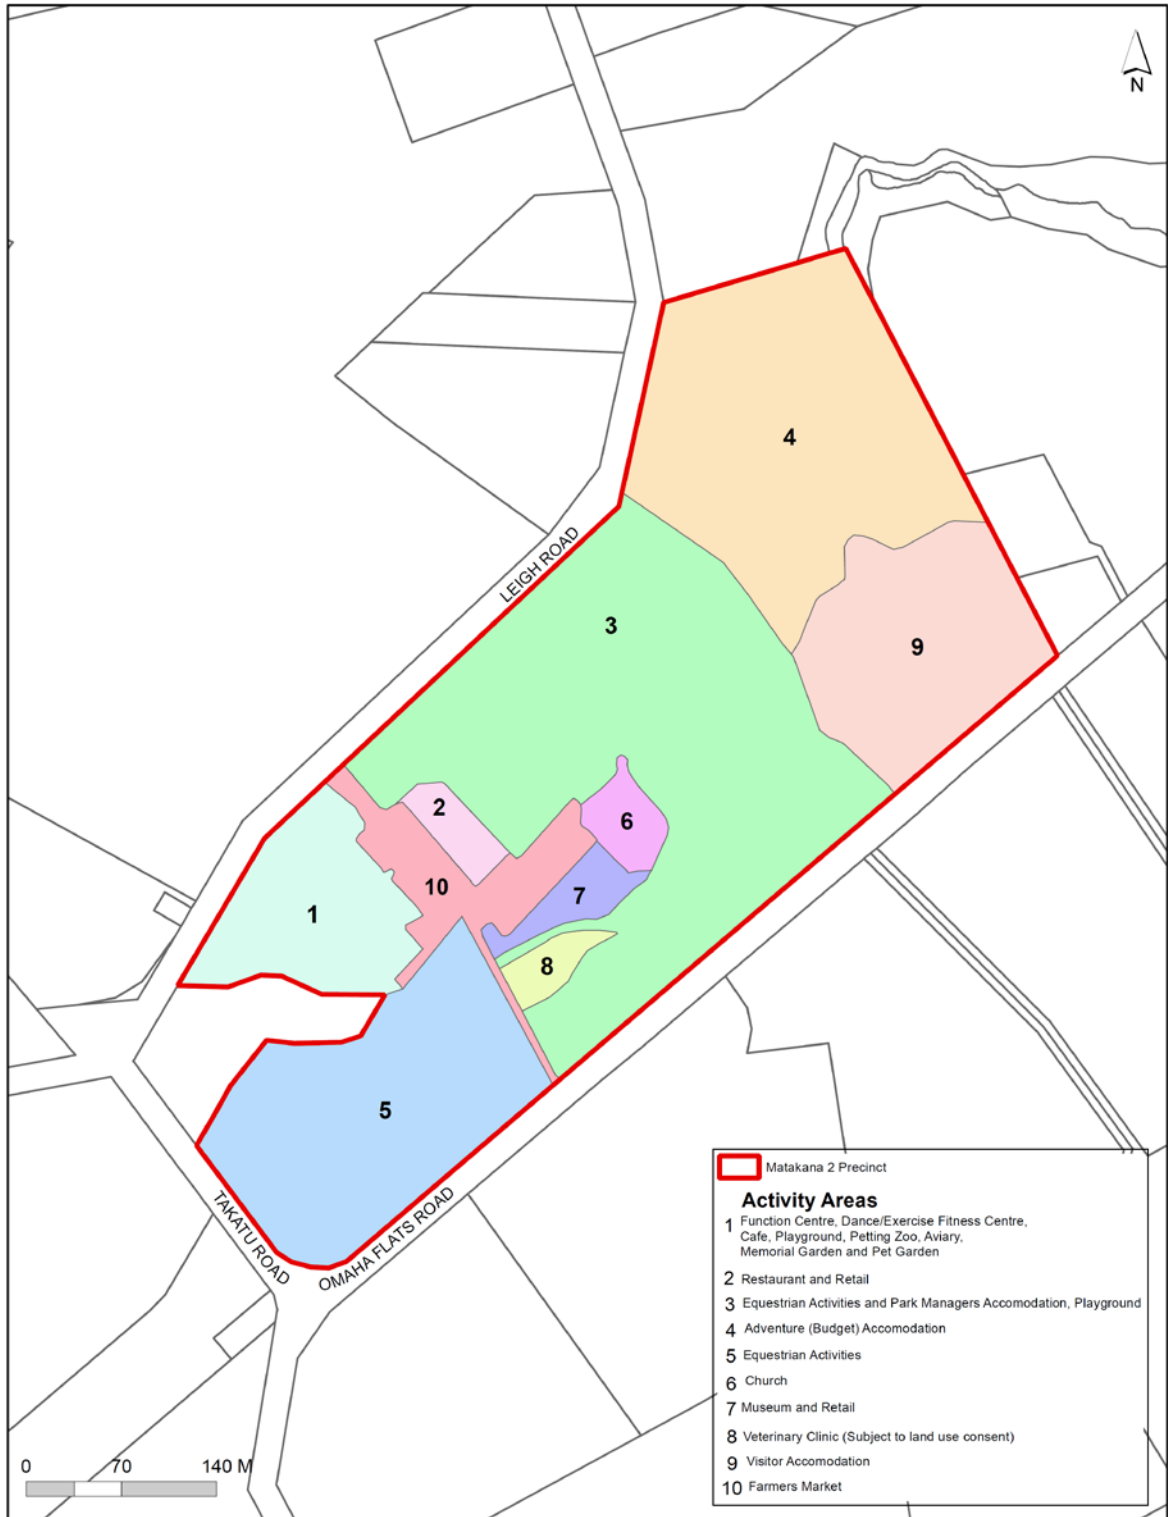 N
4
LEIGH ROAD
3
9
2
6
10
7
1
8
5
TAKATU ROAD
OMAHA FLATS ROAD
0 70 140 M
Matakana 2 Precinct
Activity Areas
1 Function Centre, Dance/Exercise Fitness Centre,
Cafe, Playground, Petting Zoo, Aviary,
Memorial Garden and Pet Garden
2 Restaurant and Retail
3 Equestrian Activities and Park Managers Accomodation, Playground
4 Adventure (Budget) Accomodation
5 Equestrian Activities
6 Church
7 Museum and Retail
8 Veterinary Clinic (Subject to land use consent)
9 Visitor Accomodation
10 Farmers Market